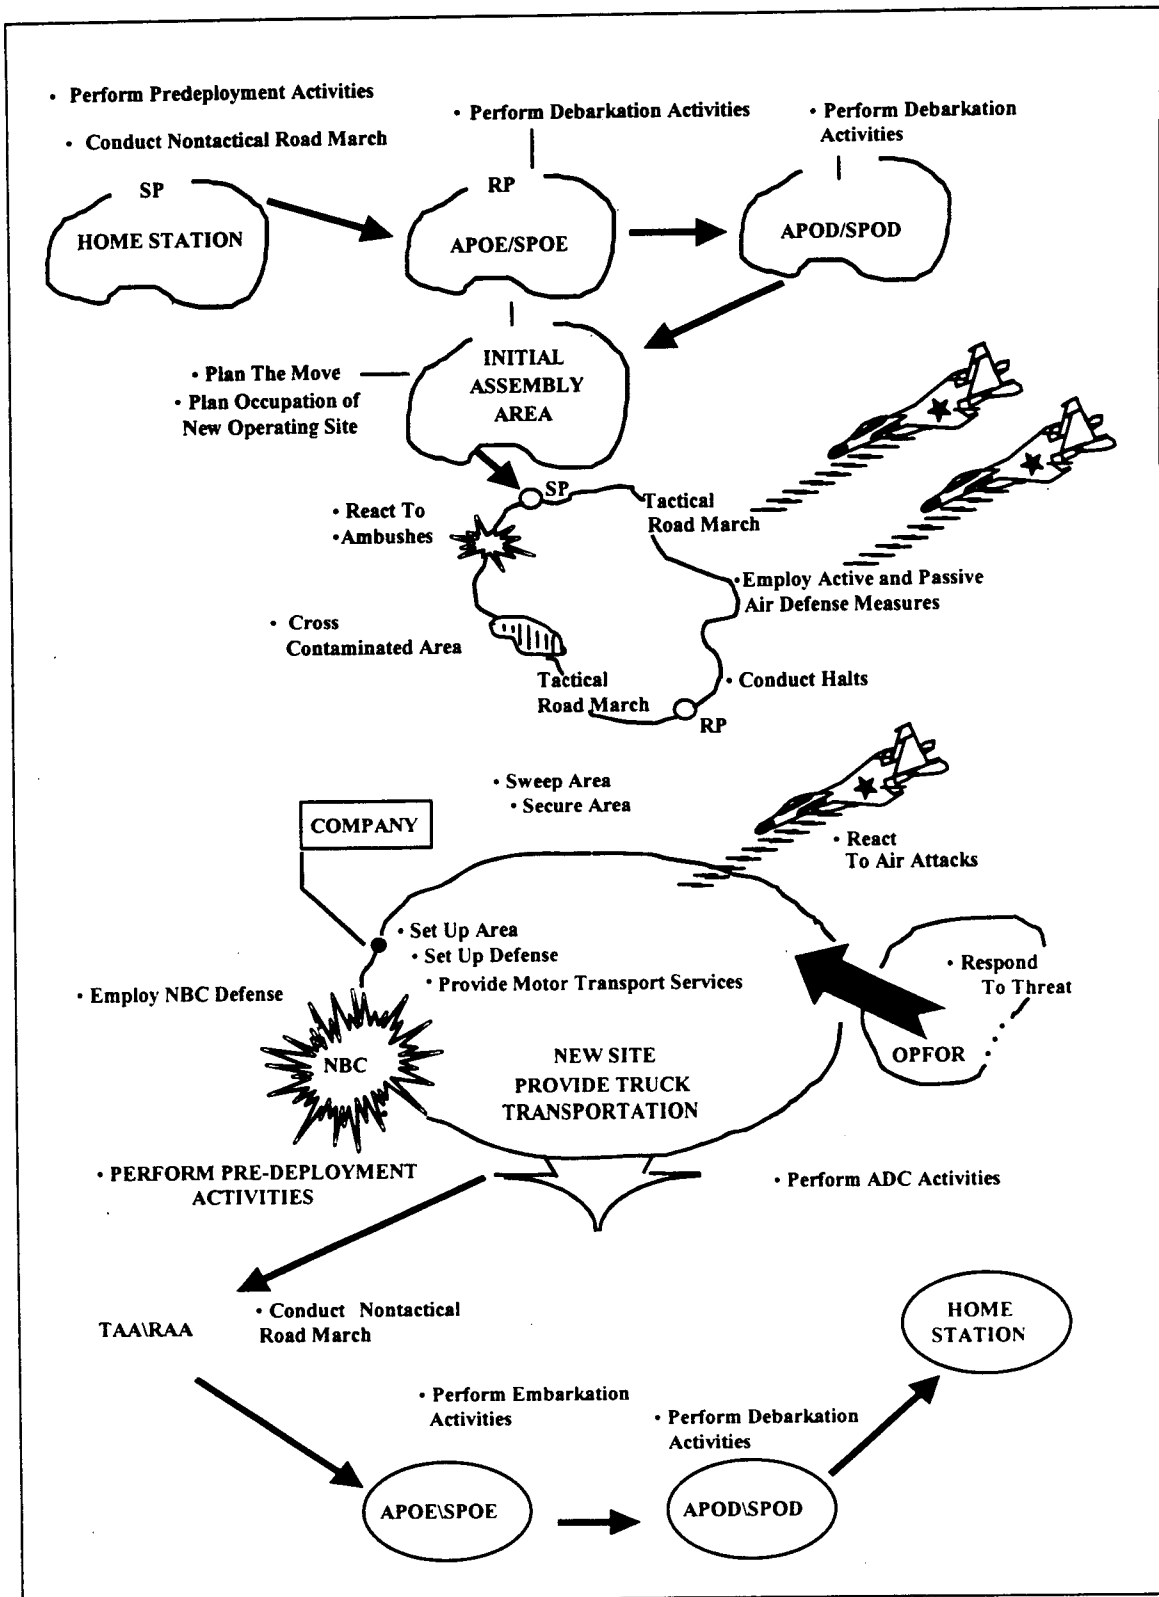 • Perform Predeployment Activities
• Conduct Nontactical Road March
• Perform Debarkation Activities
• Perform Debarkation
Activities
SP
HOME STATION
RP
APOE/SPOE
APOD/SPOD
• Plan The Move
• Plan Occupation of
New Operating Site
INITIAL
ASSEMBLY
AREA
SP
Tactical
Road March
• React To
• Ambushes
• Employ Active and Passive
Air Defense Measures
• Cross
Contaminated Area
Tactical
Road March
• Conduct Halts
RP
• Sweep Area
• Secure Area
COMPANY
• React
To Air Attacks
• Set Up Area
• Set Up Defense
• Provide Motor Transport Services
• Respond
To Threat
• Employ NBC Defense
NBC
OPFOR
NEW SITE
PROVIDE TRUCK
TRANSPORTATION
• PERFORM PRE-DEPLOYMENT
ACTIVITIES
• Perform ADC Activities
TAA\RAA
• Conduct Nontactical
Road March
HOME
STATION
• Perform Embarkation
Activities
• Perform Debarkation
Activities
APOE\SPOE
APOD\SPOD